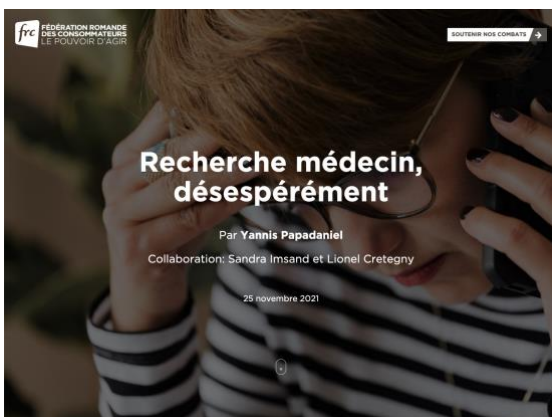 frc
FÉDÉRATION ROMANDE
DES CONSOMMATEURS
LE POUVOIR D'AGIR
SOUTENIR NOS COMBATS
Recherche médecin,
désespérément
Par Yannis Papadaniel
Collaboration: Sandra Imsand et Lionel Cretegny
25 novembre 2021